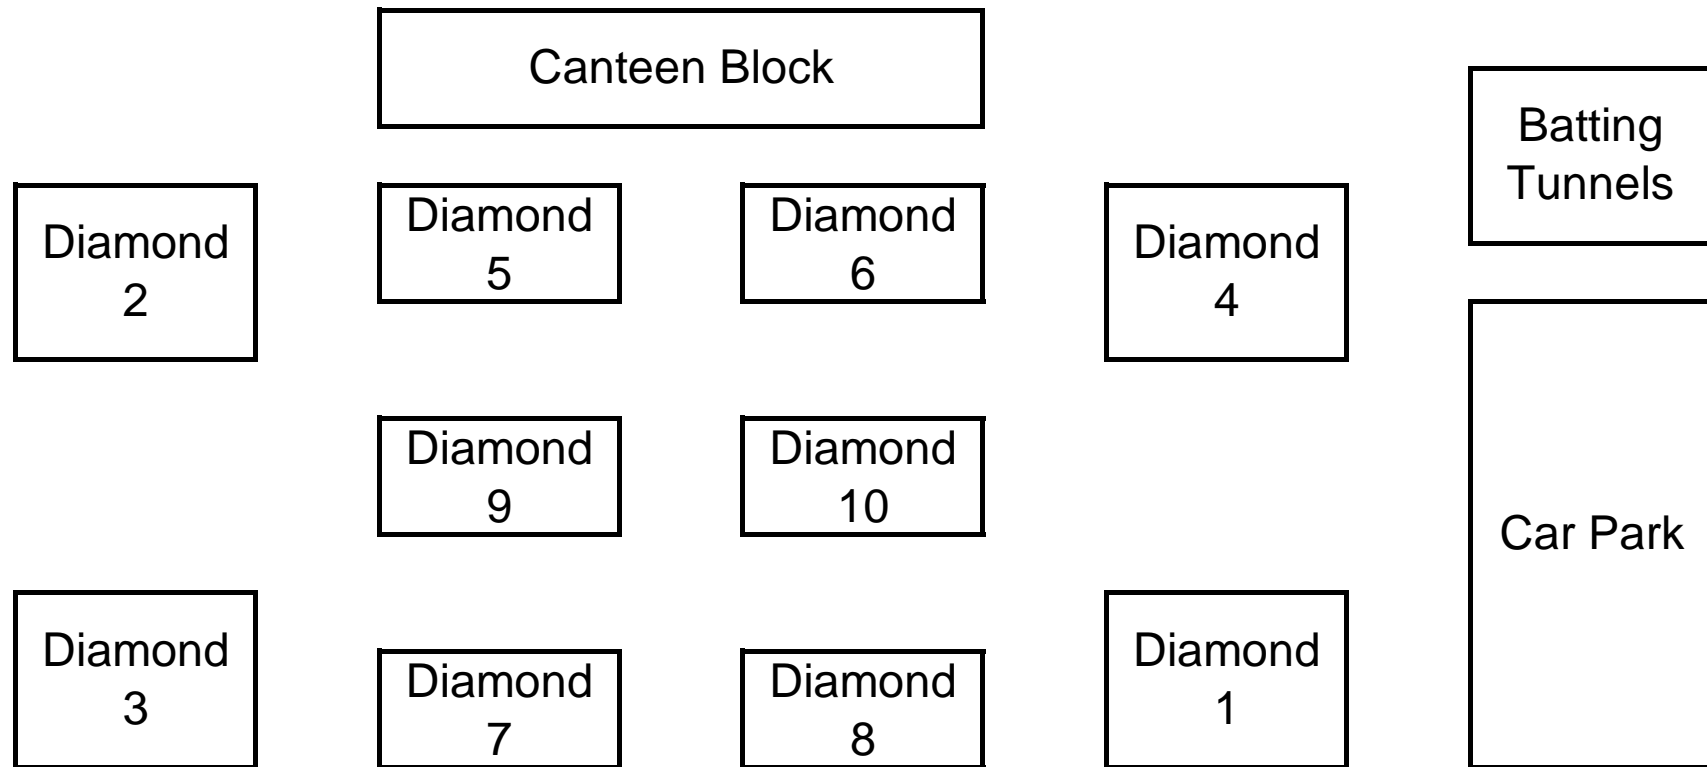 Canteen Block
Batting
Tunnels
Diamond
2
Diamond
5
Diamond
6
Diamond
4
Diamond
9
Diamond
10
Car Park
Diamond
3
Diamond
7
Diamond
8
Diamond
1